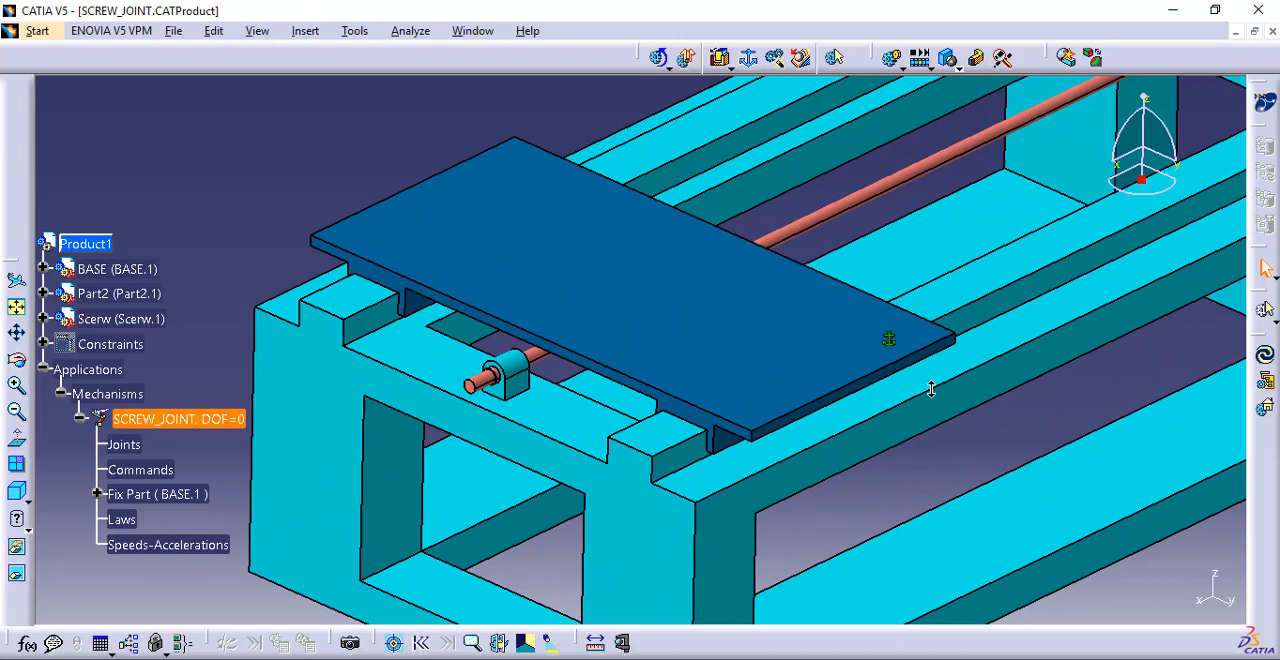 CATIA V5 - [SCREW_JOINT.CATProduct]
Start ENOVIA V5 VPM File Edit View Insert Tools Analyze Window Help
Product1
BASE (BASE.1)
Part2 (Part2.1)
Scerw (Scerw.1)
Constraints
Applications
Mechanisms
SCREW_JOINT, DOF=0
Joints
Commands
Fix Part ( BASE.1 )
Laws
Speeds-Accelerations
z
x y
z
x y
f(x)
CATIA